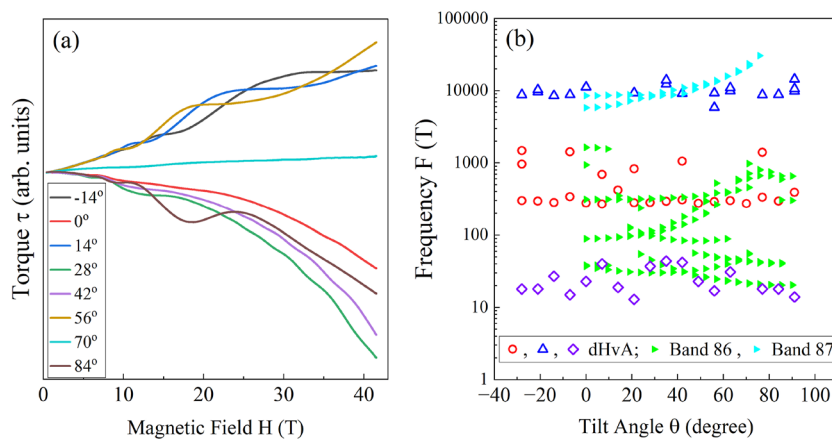 (a)
Torque τ (arb. units)
-14°
0°
14°
28°
42°
56°
70°
84°
0 10 20 30 40
Magnetic Field H (T)
(b)
Frequency F (T)
100000
10000
1000
100
10
1
, , dHvA; Band 86 , Band 87
−40 −20 0 20 40 60 80 100
Tilt Angle θ (degree)